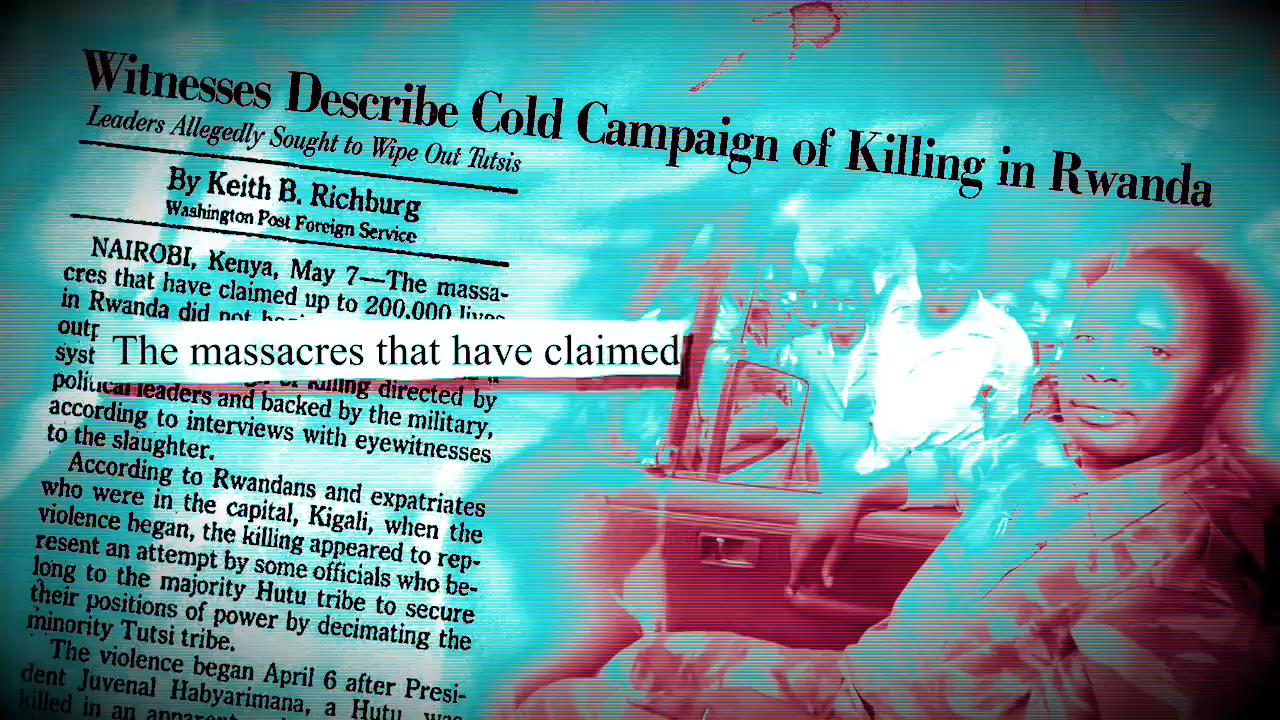 Witnesses Describe Cold Campaign of Killing in Rwanda
Leaders Allegedly Sought to Wipe Out Tutsis
By Keith B. Richburg
Washington Post Foreign Service
NAIROBI, Kenya, May 7—The massa-
cres that have claimed up to 200,000 lives
in Rwanda did not
The massacres that have claimed
killing directed by
political leaders and backed by the military,
according to interviews with eyewitnesses
to the slaughter.
According to Rwandans and expatriates
who were in the capital, Kigali, when the
violence began, the killing appeared to rep-
resent an attempt by some officials who be-
long to the majority Hutu tribe to secure
their positions of power by decimating the
minority Tutsi tribe.
The violence began April 6 after Presi-
dent Juvenal Habyarimana, a Hutu, was
killed in an